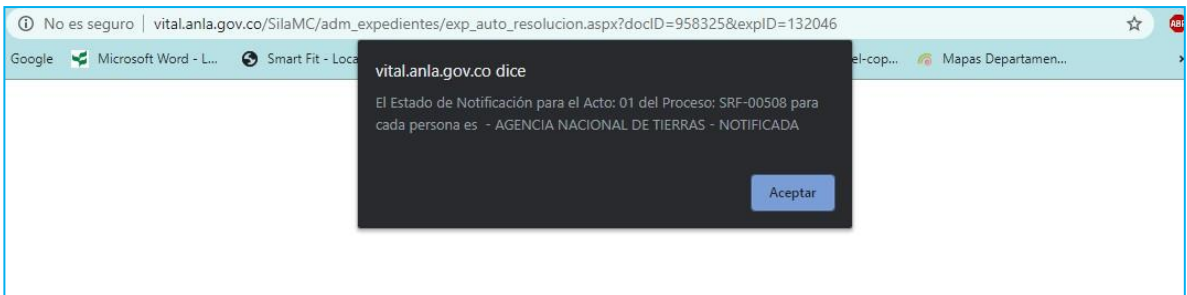 No es seguro | vital.anla.gov.co/SilaMC/adm_expedientes/exp_auto_resolucion.aspx?docID=958325&expID=132046
Google Microsoft Word - L... Smart Fit - Loca el-cop... Mapas Departamen...
vital.anla.gov.co dice
El Estado de Notificación para el Acto: 01 del Proceso: SRF-00508 para
cada persona es - AGENCIA NACIONAL DE TIERRAS - NOTIFICADA
Aceptar